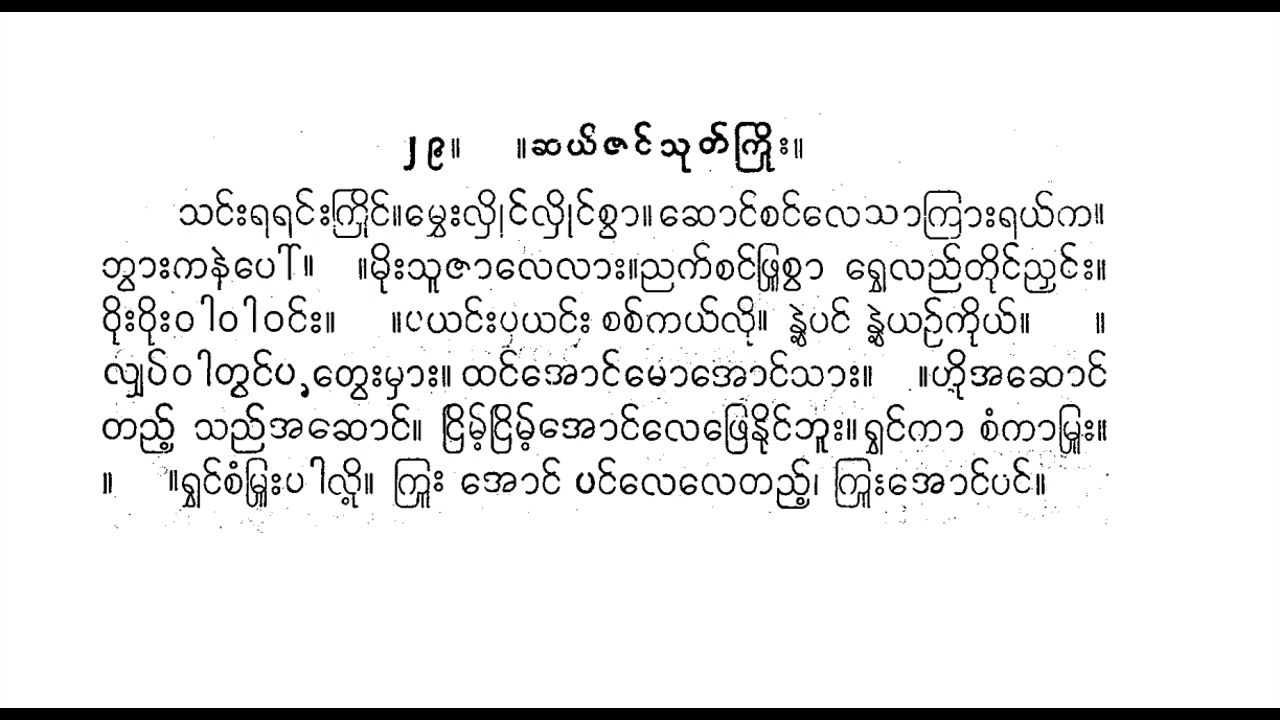 ၂၉။ ။ဆယ်ဇင်သုတ်ကြိုး။
သင်းရရင်းကြိုင်။မွှေးလှိုင်လှိုင်စွာ။ဆောင်စင်လေသာကြားရယ်က။
ဘွားကနဲပေါ်။ ။မိုးသူဇာလေလား။ညက်စင်ဖြူစွာ ရွှေလည်တိုင်ညှင်း။
ဝိုးဝိုးဝါဝါဝင်း။ ။ပယင်းပုယင်း စစ်ကယ်လို။ နွဲ့ပင် နွဲ့ယဉ်ကိုယ်။ ။
လျှပ်ဝါတွင်ပ တွေးမှား။ထင်အောင်မောအောင်သား။ ။ဟို့အဆောင်
တည့် သည်အဆောင်။ ငြိမ့်ငြိမ့်အောင်လေဖြေနိုင်ဘူး။ရှင်ကာ စံကာမြူး။
။ ။ရှင်စံမြူးပါလို့။ ကြူး အောင် ပင်လေလေတည့်၊ ကြူးအောင်ပင်။